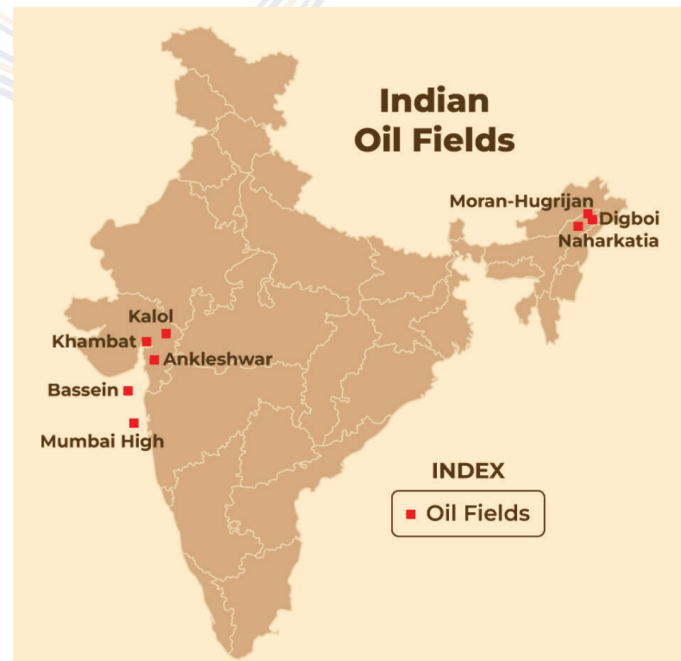 Indian
Oil Fields
Moran-Hugrijan
Digboi
Naharkatia
Kalol
Khambat
Ankleshwar
Bassein
Mumbai High
INDEX
Oil Fields